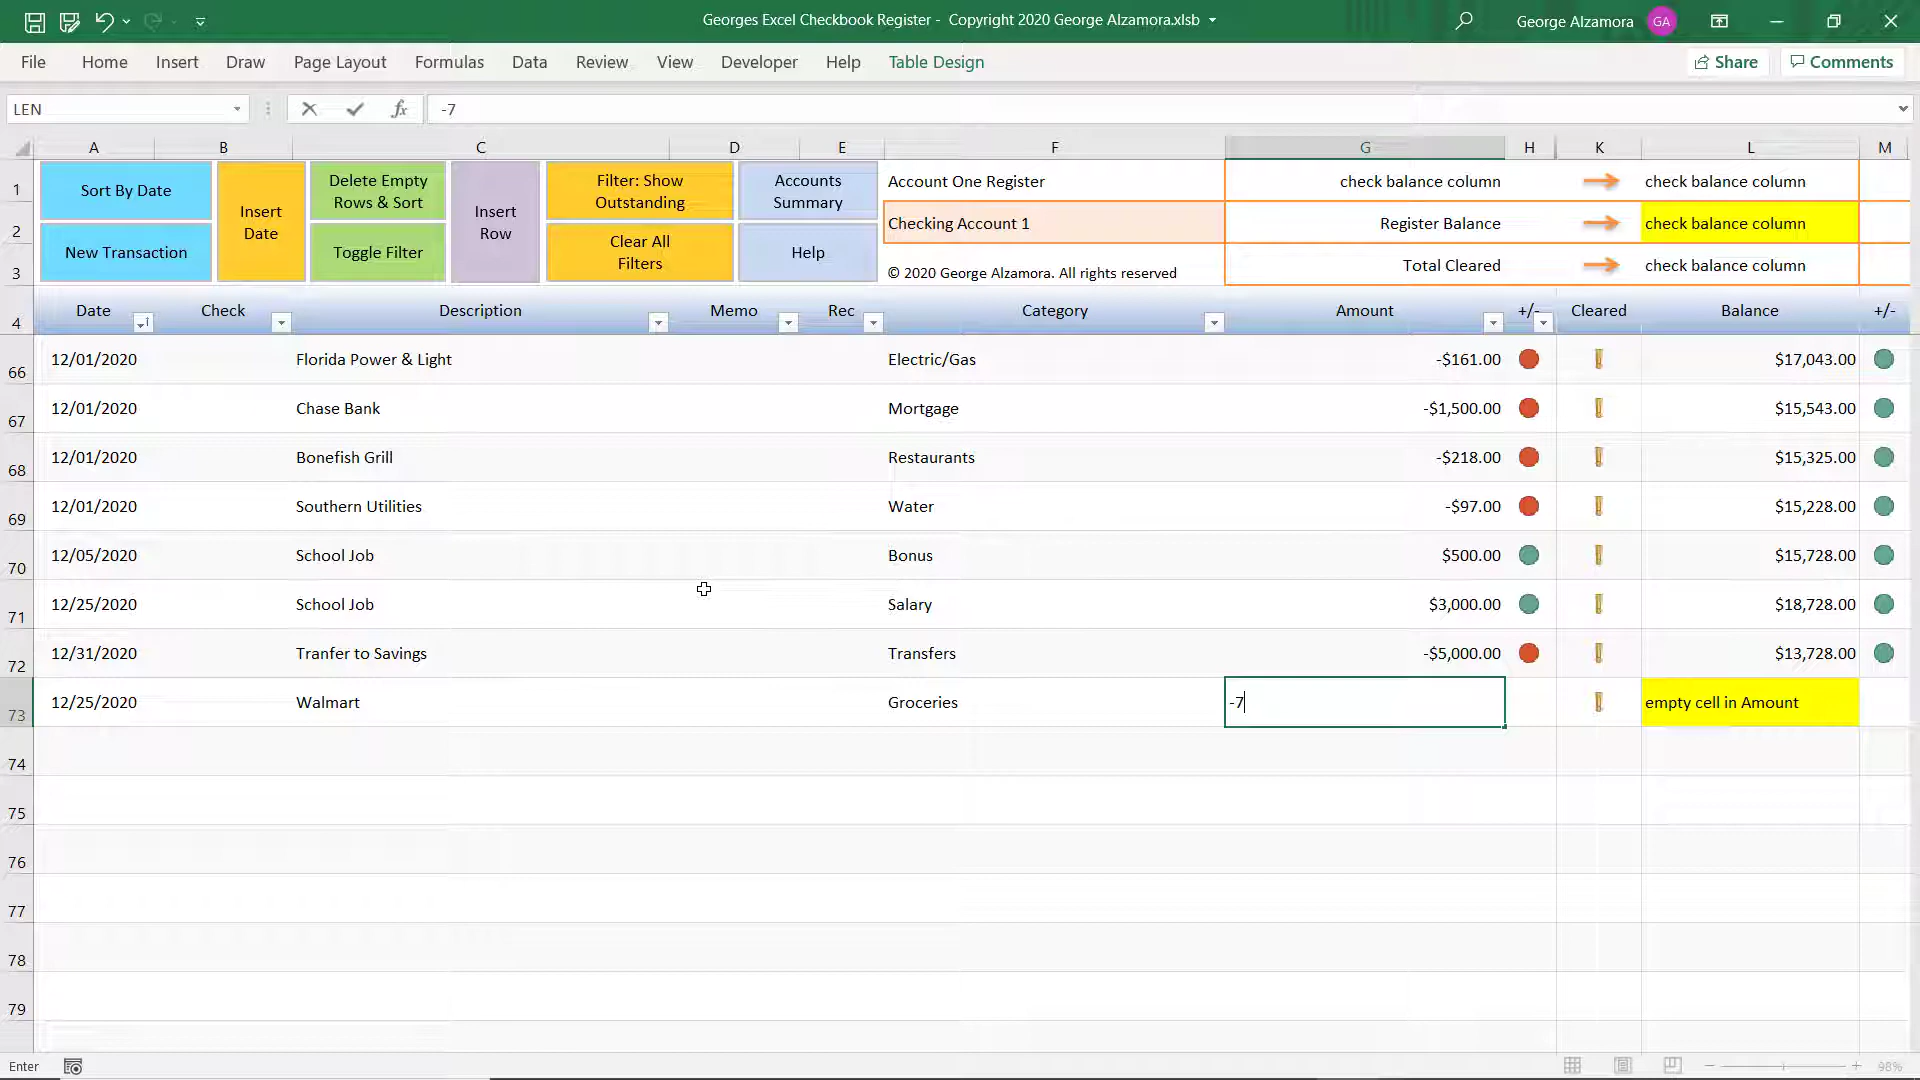 Georges Excel Checkbook Register - Copyright 2020 George Alzamora.xlsb
George Alzamora GA
File Home Insert Draw Page Layout Formulas Data Review View Developer Help Table Design Share Comments
LEN fx -7
A B C D E F G H K L M
1 2 3 4
Sort By Date
New Transaction
Insert
Date
Delete Empty
Rows & Sort
Toggle Filter
Insert
Row
Filter: Show
Outstanding
Clear All
Filters
Accounts
Summary
Help
Account One Register check balance column check balance column
Checking Account 1 Register Balance check balance column
© 2020 George Alzamora. All rights reserved Total Cleared check balance column
Date Check Description Memo Rec Category Amount +/- Cleared Balance +/-
66 12/01/2020 Florida Power & Light Electric/Gas -$161.00 $17,043.00
67 12/01/2020 Chase Bank Mortgage -$1,500.00 $15,543.00
68 12/01/2020 Bonefish Grill Restaurants -$218.00 $15,325.00
69 12/01/2020 Southern Utilities Water -$97.00 $15,228.00
70 12/05/2020 School Job Bonus $500.00 $15,728.00
71 12/25/2020 School Job Salary $3,000.00 $18,728.00
72 12/31/2020 Tranfer to Savings Transfers -$5,000.00 $13,728.00
73 12/25/2020 Walmart Groceries -7 empty cell in Amount
74
75
76
77
78
79
Enter 98%